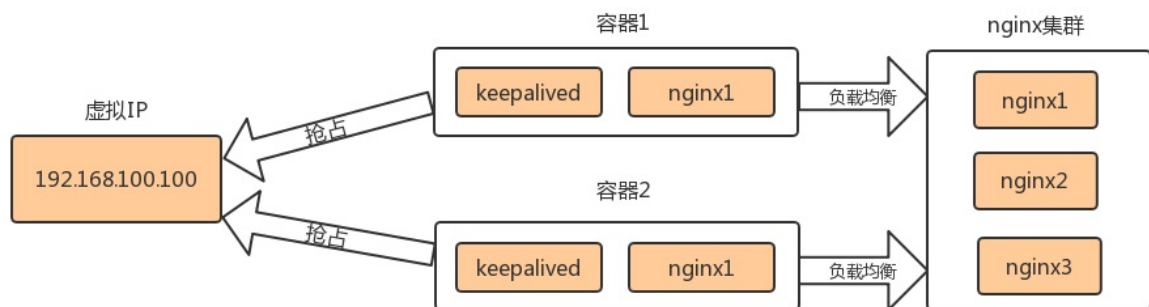 容器1
nginx集群
keepalived
nginx1
负载均衡
nginx1
虚拟IP
抢占
192.168.100.100
nginx2
容器2
抢占
keepalived
nginx1
负载均衡
nginx3